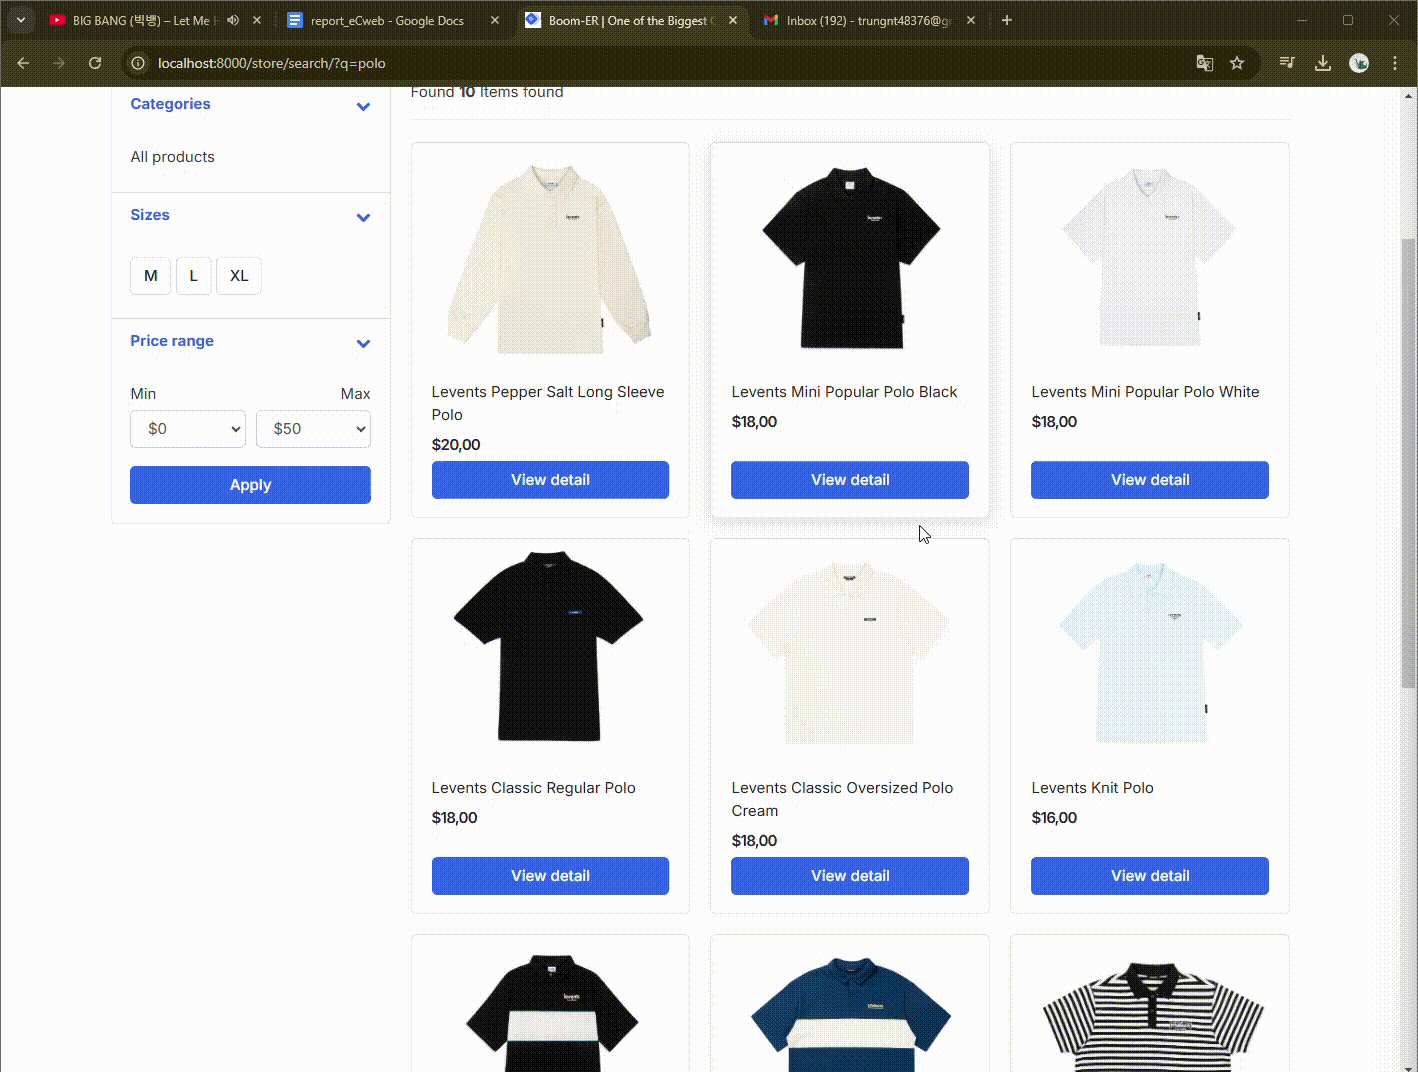 BIG BANG (빅뱅) – Let Me H
report_eCweb - Google Docs
Boom-ER | One of the Biggest C
Inbox (192) - trungnt48376@gr
localhost:8000/store/search/?q=polo
Found 10 Items found
Categories
All products
Sizes
M L XL
Price range
Min Max
$0 $50
Apply
Levents Pepper Salt Long Sleeve
Polo
$20,00
View detail
Levents Mini Popular Polo Black
$18,00
View detail
Levents Mini Popular Polo White
$18,00
View detail
Levents Classic Regular Polo
$18,00
View detail
Levents Classic Oversized Polo
Cream
$18,00
View detail
Levents Knit Polo
$16,00
View detail